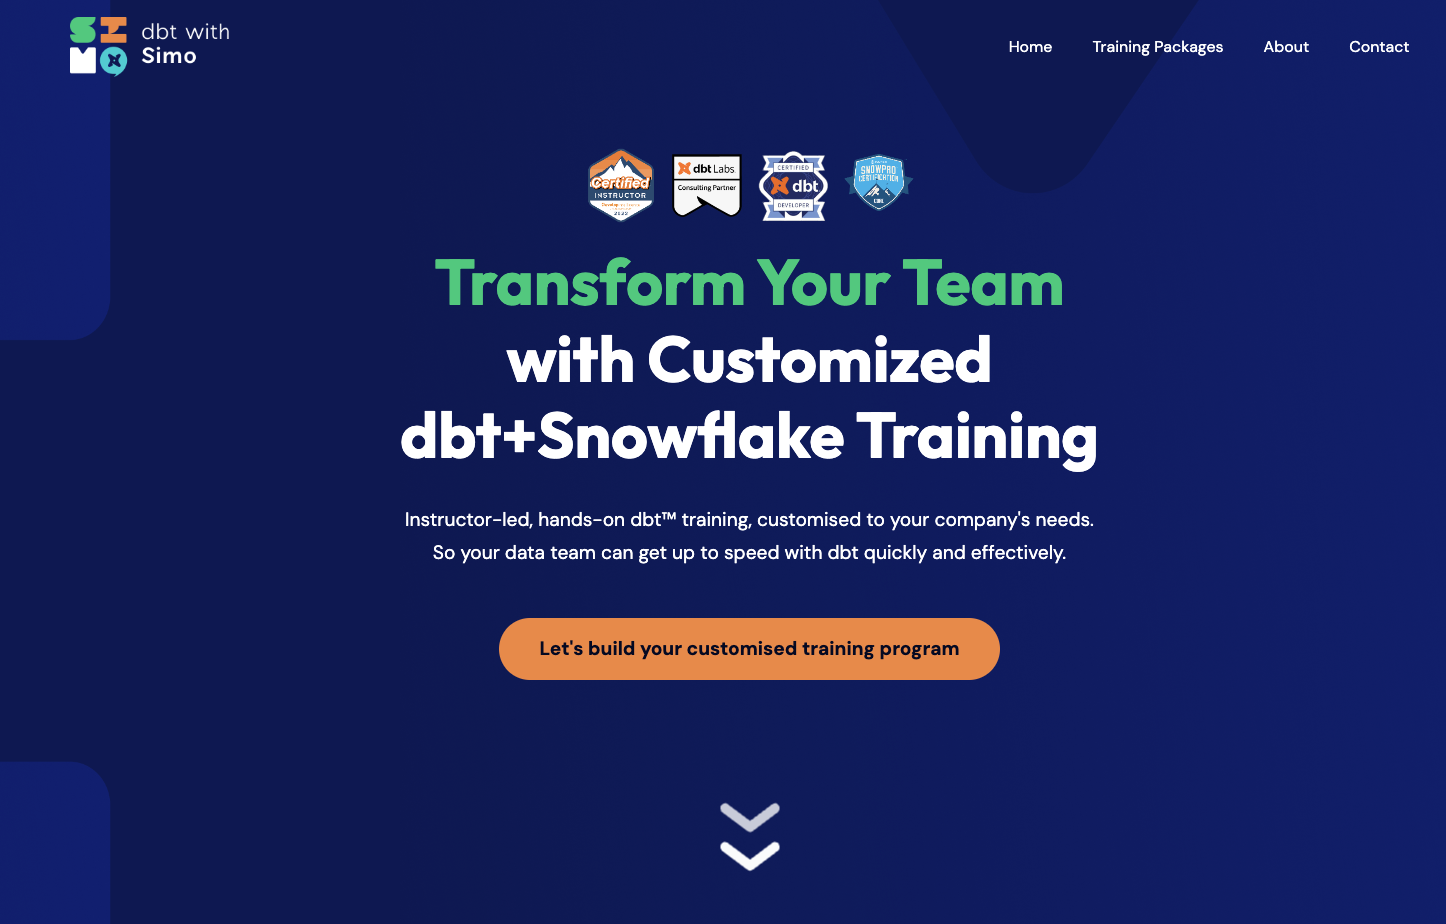 SIMO
dbt with
Simo
Home
Training Packages
About
Contact
Certified
INSTRUCTOR
2022
dbt Labs
Consulting Partner
CERTIFIED
dbt
DEVELOPER
SNOWPRO
CERTIFICATION
CORE
Transform Your Team
with Customized
dbt+Snowflake Training
Instructor-led, hands-on dbt™ training, customised to your company's needs.
So your data team can get up to speed with dbt quickly and effectively.
Let's build your customised training program